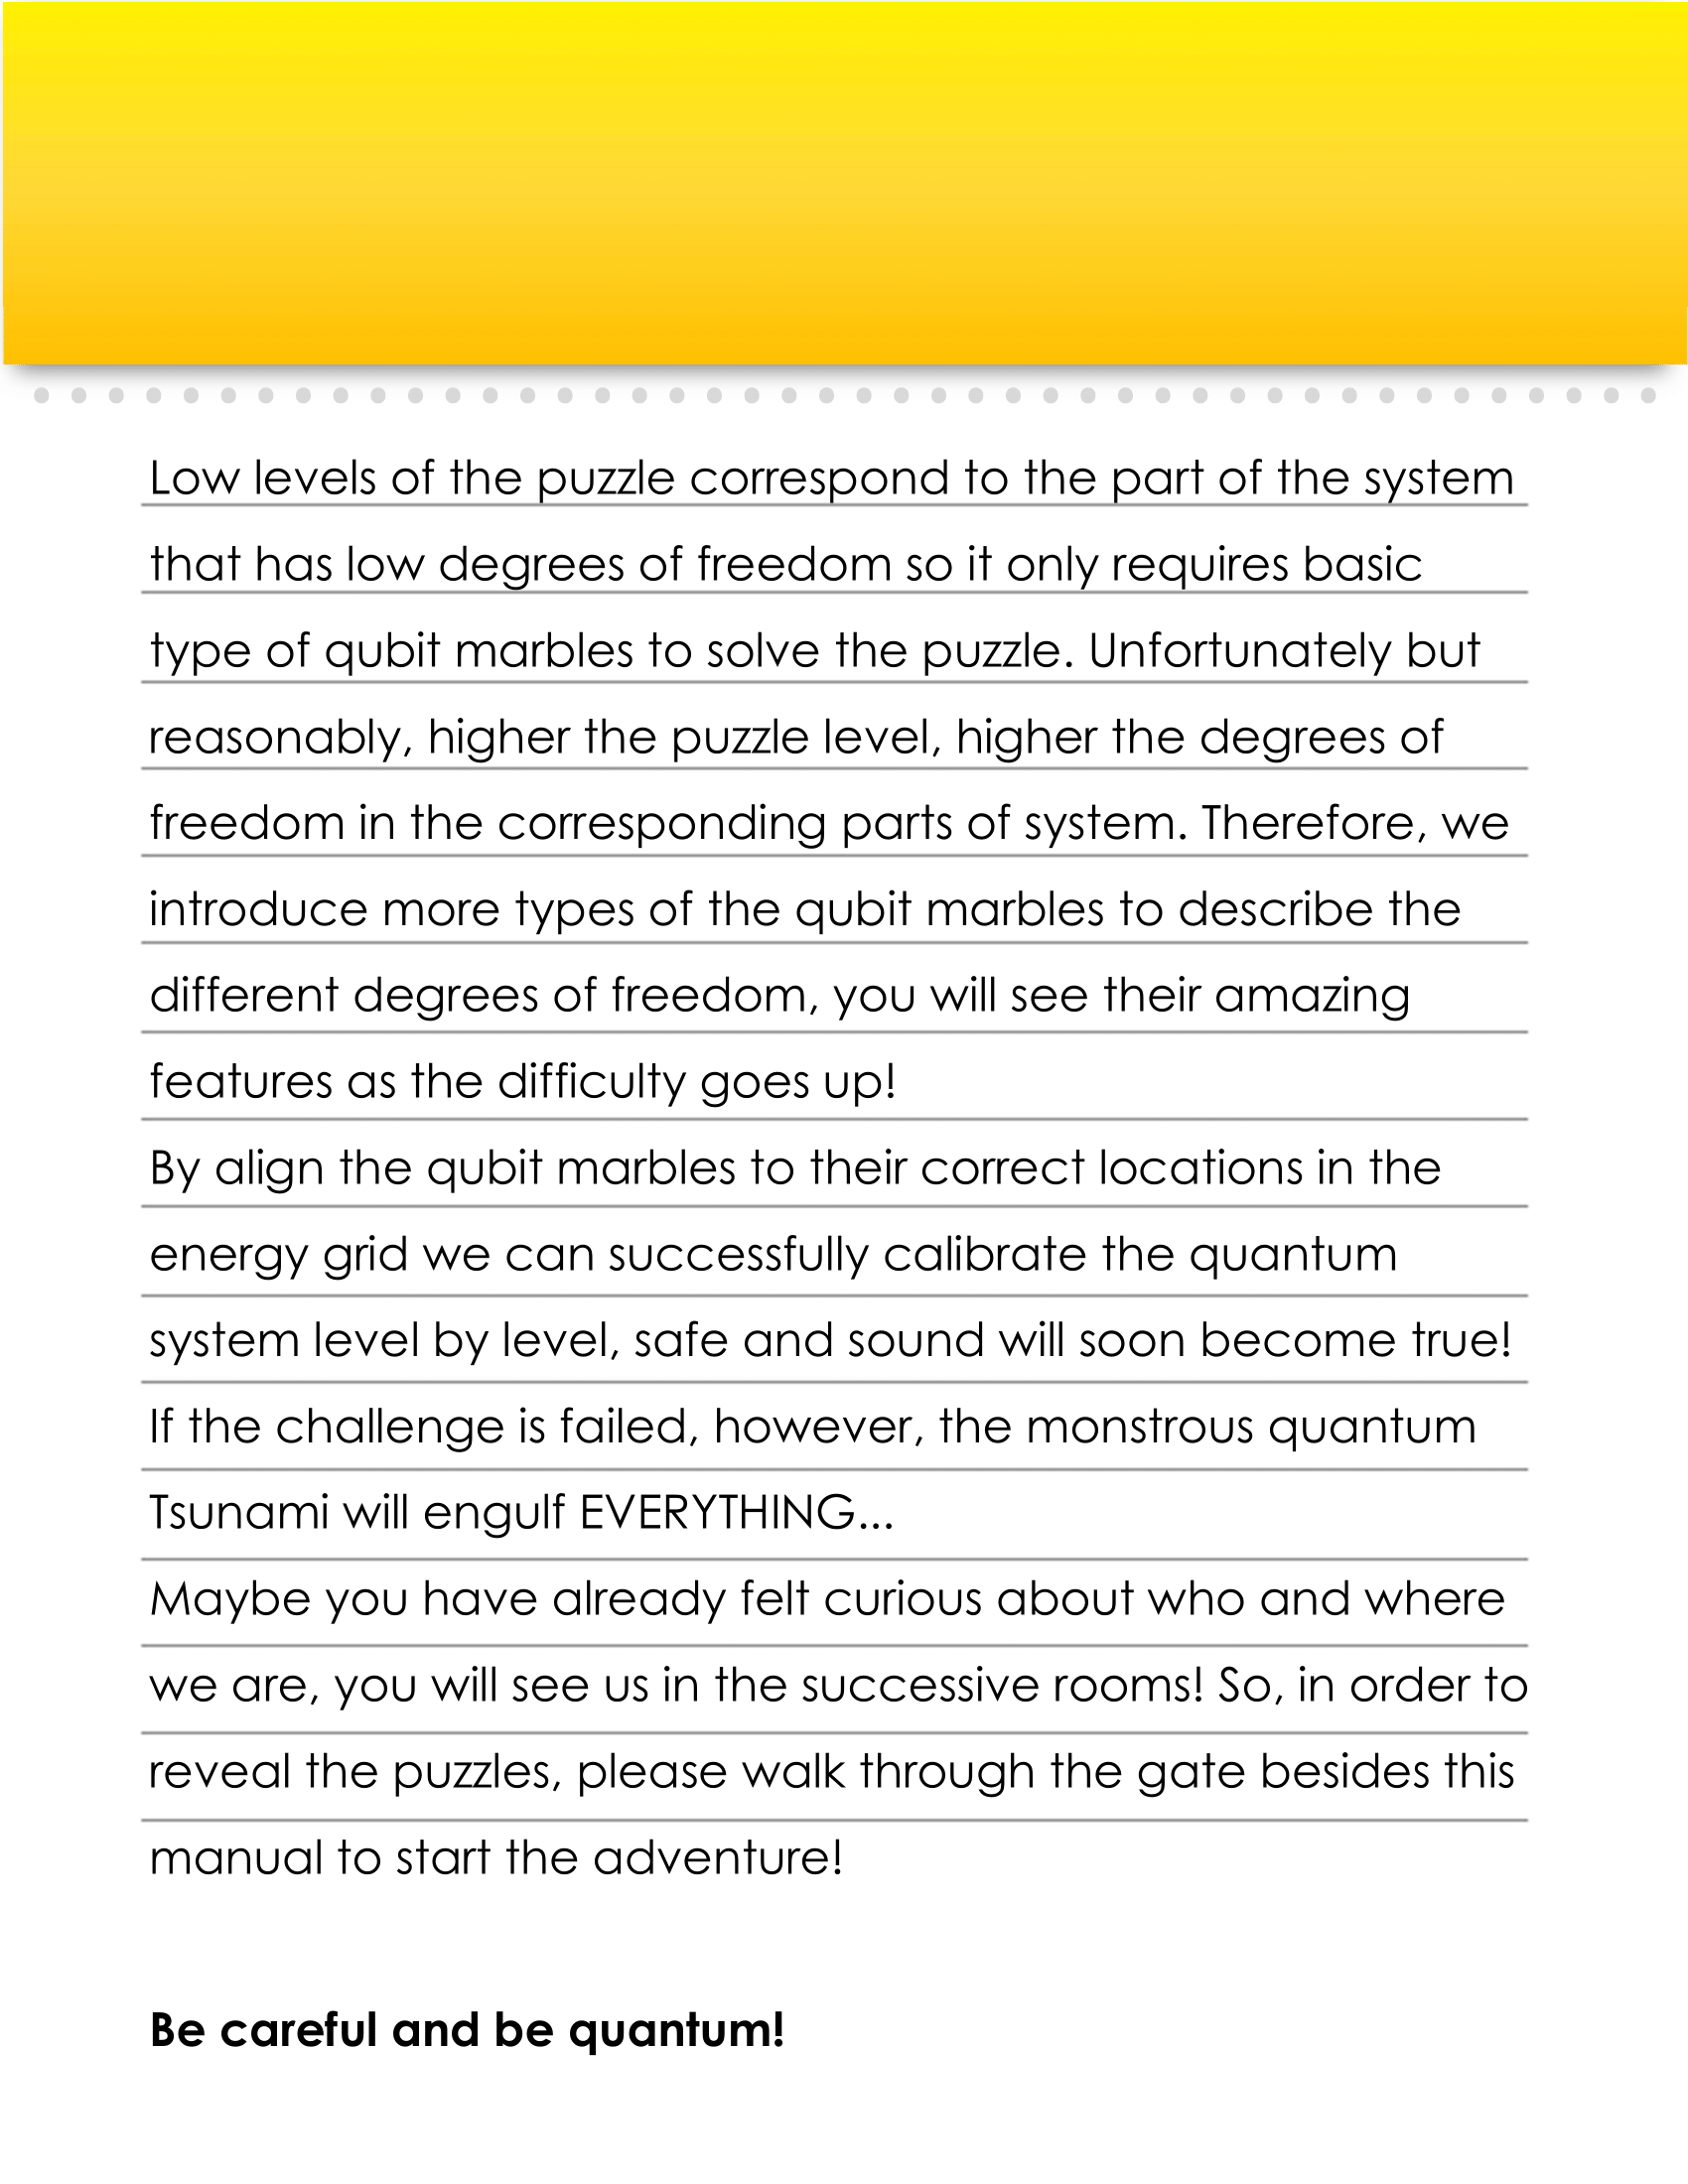 Low levels of the puzzle correspond to the part of the system
that has low degrees of freedom so it only requires basic
type of qubit marbles to solve the puzzle. Unfortunately but
reasonably, higher the puzzle level, higher the degrees of
freedom in the corresponding parts of system. Therefore, we
introduce more types of the qubit marbles to describe the
different degrees of freedom, you will see their amazing
features as the difficulty goes up!
By align the qubit marbles to their correct locations in the
energy grid we can successfully calibrate the quantum
system level by level, safe and sound will soon become true!
If the challenge is failed, however, the monstrous quantum
Tsunami will engulf EVERYTHING...
Maybe you have already felt curious about who and where
we are, you will see us in the successive rooms! So, in order to
reveal the puzzles, please walk through the gate besides this
manual to start the adventure!
Be careful and be quantum!